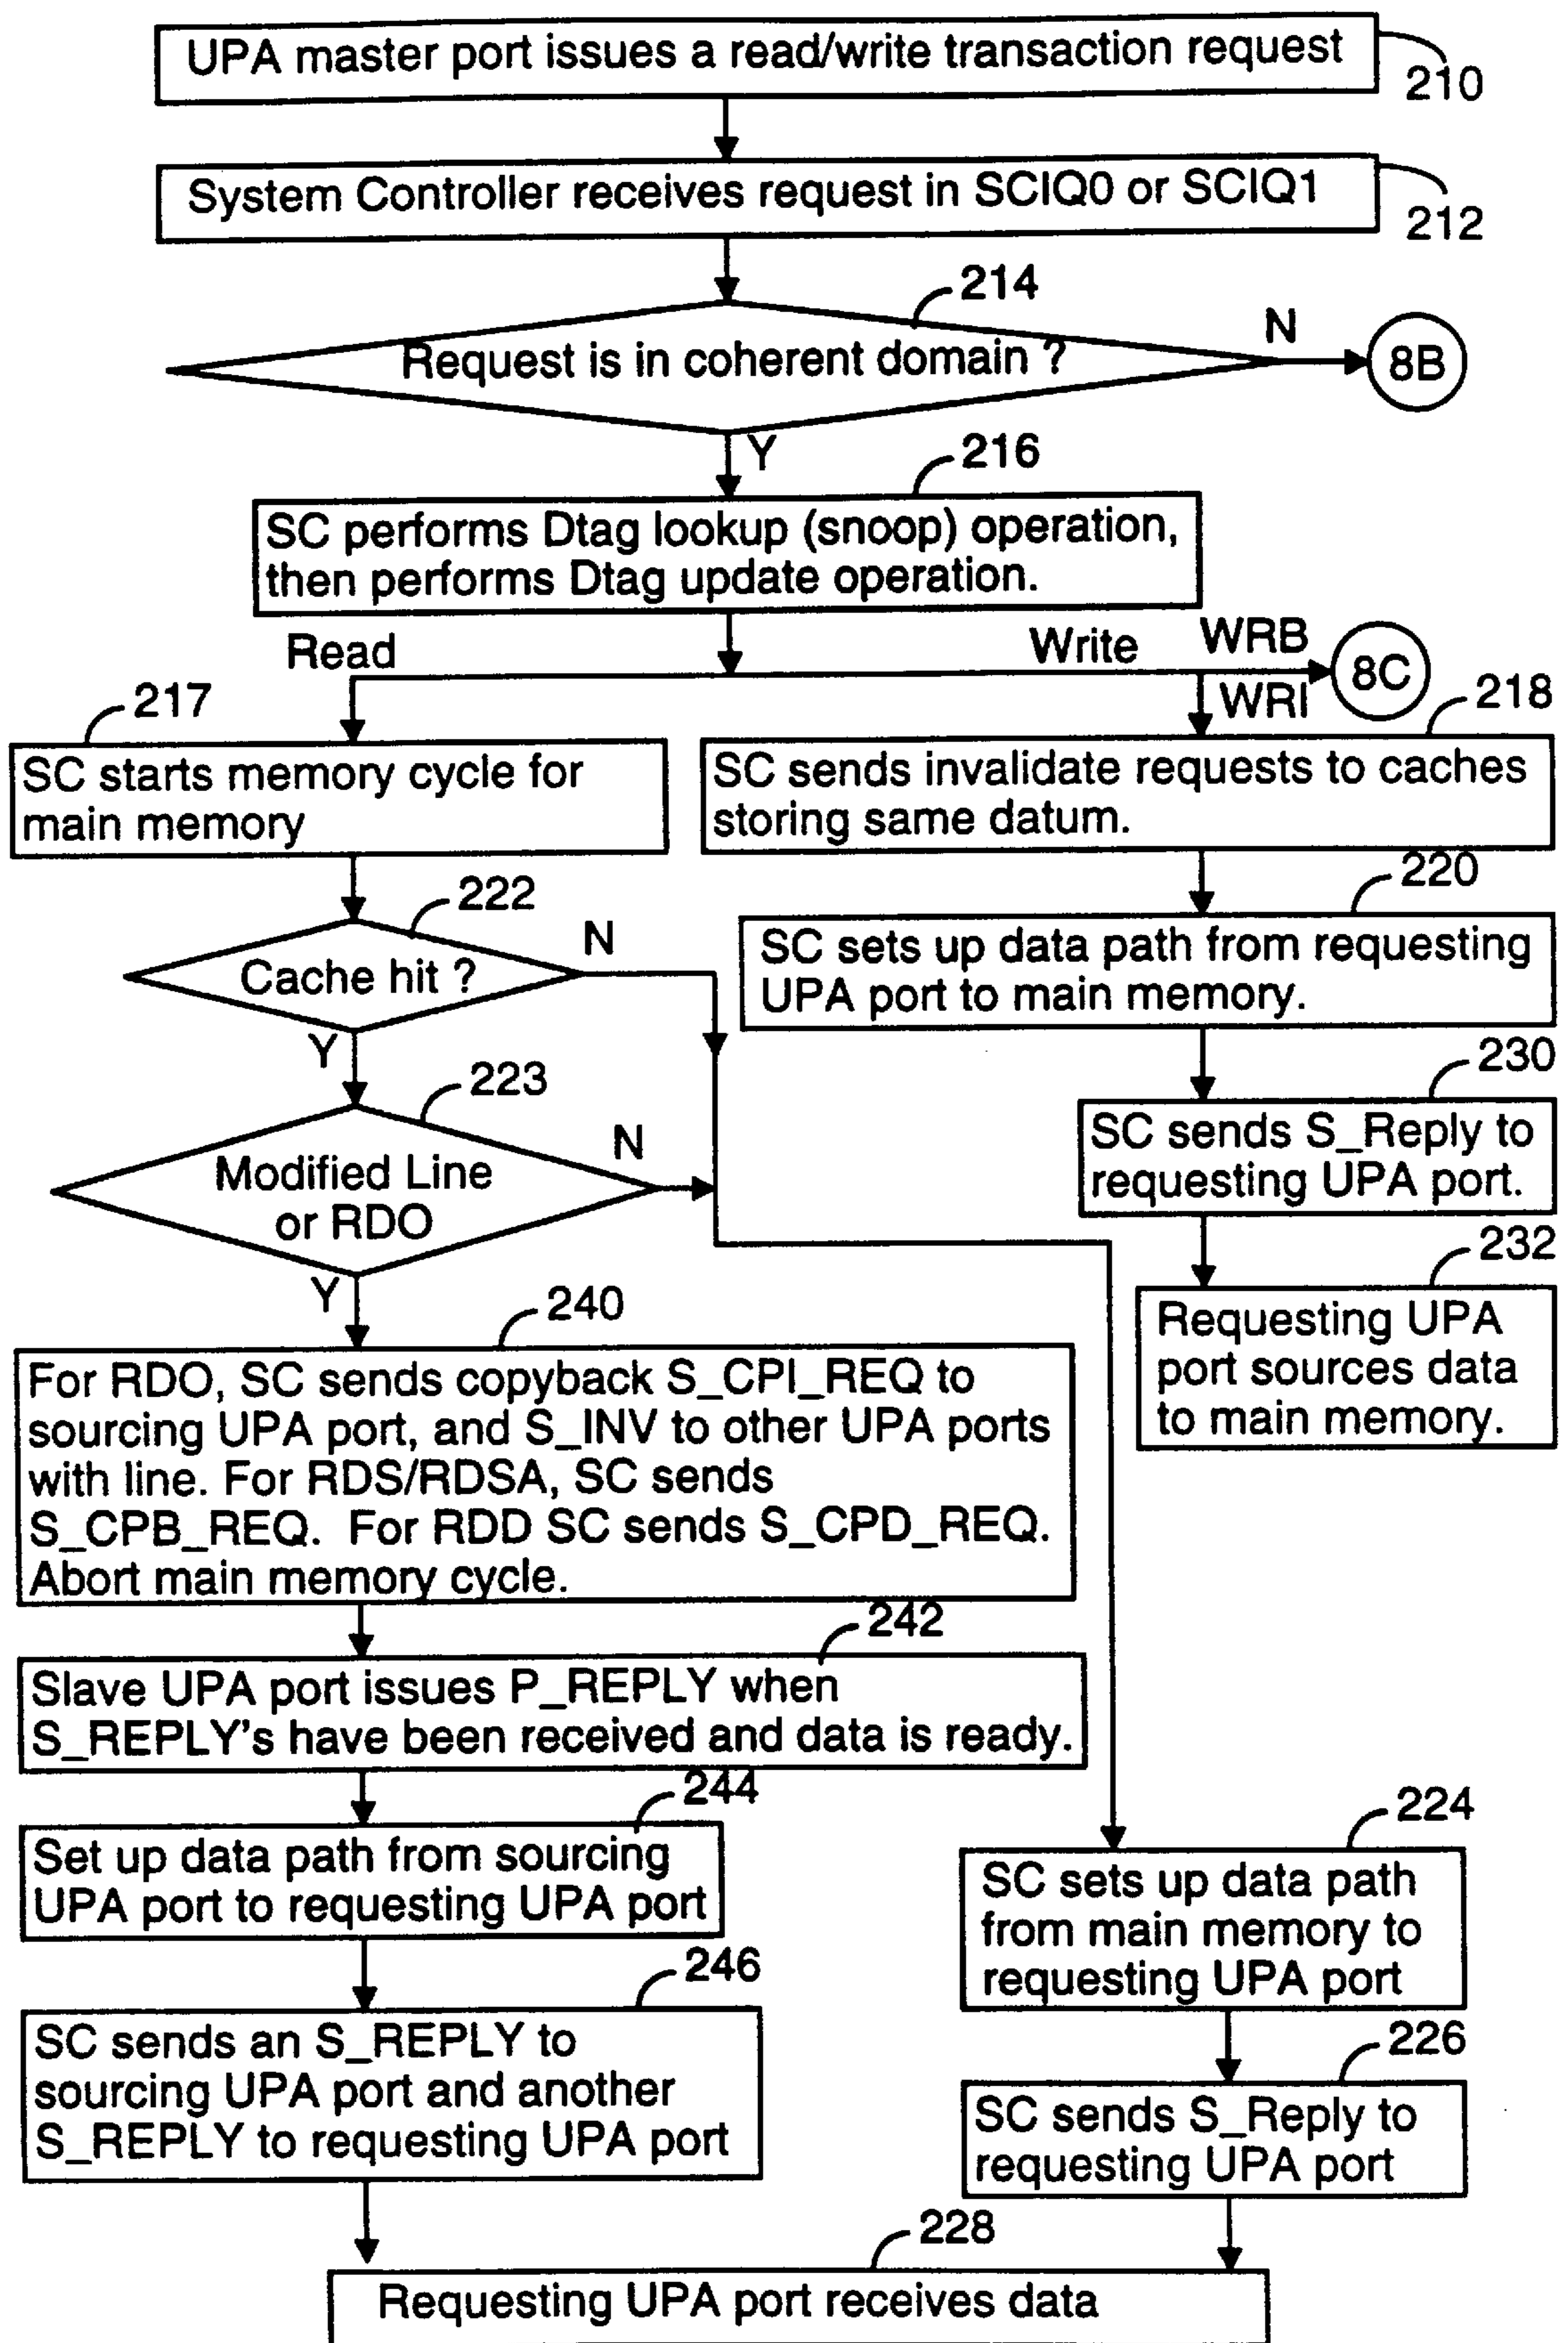 UPA master port issues a read/write transaction request
210
System Controller receives request in SCIQ0 or SCIQ1
212
214
Request is in coherent domain ?
N
8B
Y
216
SC performs Dtag lookup (snoop) operation,
then performs Dtag update operation.
Read
Write
WRB
8C
WRI
217
SC starts memory cycle for
main memory
218
SC sends invalidate requests to caches
storing same datum.
222
Cache hit ?
N
Y
220
SC sets up data path from requesting
UPA port to main memory.
223
Modified Line
or RDO
N
Y
230
SC sends S_Reply to
requesting UPA port.
232
Requesting UPA
port sources data
to main memory.
240
For RDO, SC sends copyback S_CPI_REQ to
sourcing UPA port, and S_INV to other UPA ports
with line. For RDS/RDSA, SC sends
S_CPB_REQ. For RDD SC sends S_CPD_REQ.
Abort main memory cycle.
242
Slave UPA port issues P_REPLY when
S_REPLY's have been received and data is ready.
244
Set up data path from sourcing
UPA port to requesting UPA port
224
SC sets up data path
from main memory to
requesting UPA port
246
SC sends an S_REPLY to
sourcing UPA port and another
S_REPLY to requesting UPA port
226
SC sends S_Reply to
requesting UPA port
228
Requesting UPA port receives data